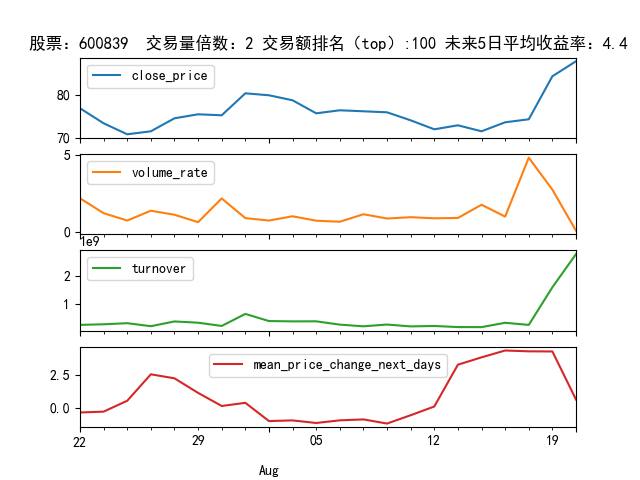 股票：600839  交易量倍数：2 交易额排名（top）:100 未来5日平均收益率：4.4
close_price
80
70
volume_rate
5
0
1e9
turnover
2
1
mean_price_change_next_days
2.5
0.0
22 29 05 12 19
Aug